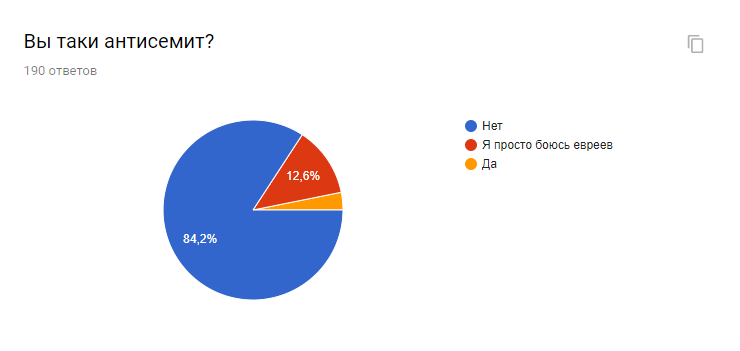 Вы таки антисемит?
190 ответов
Нет
Я просто боюсь евреев
Да
12,6%
84,2%